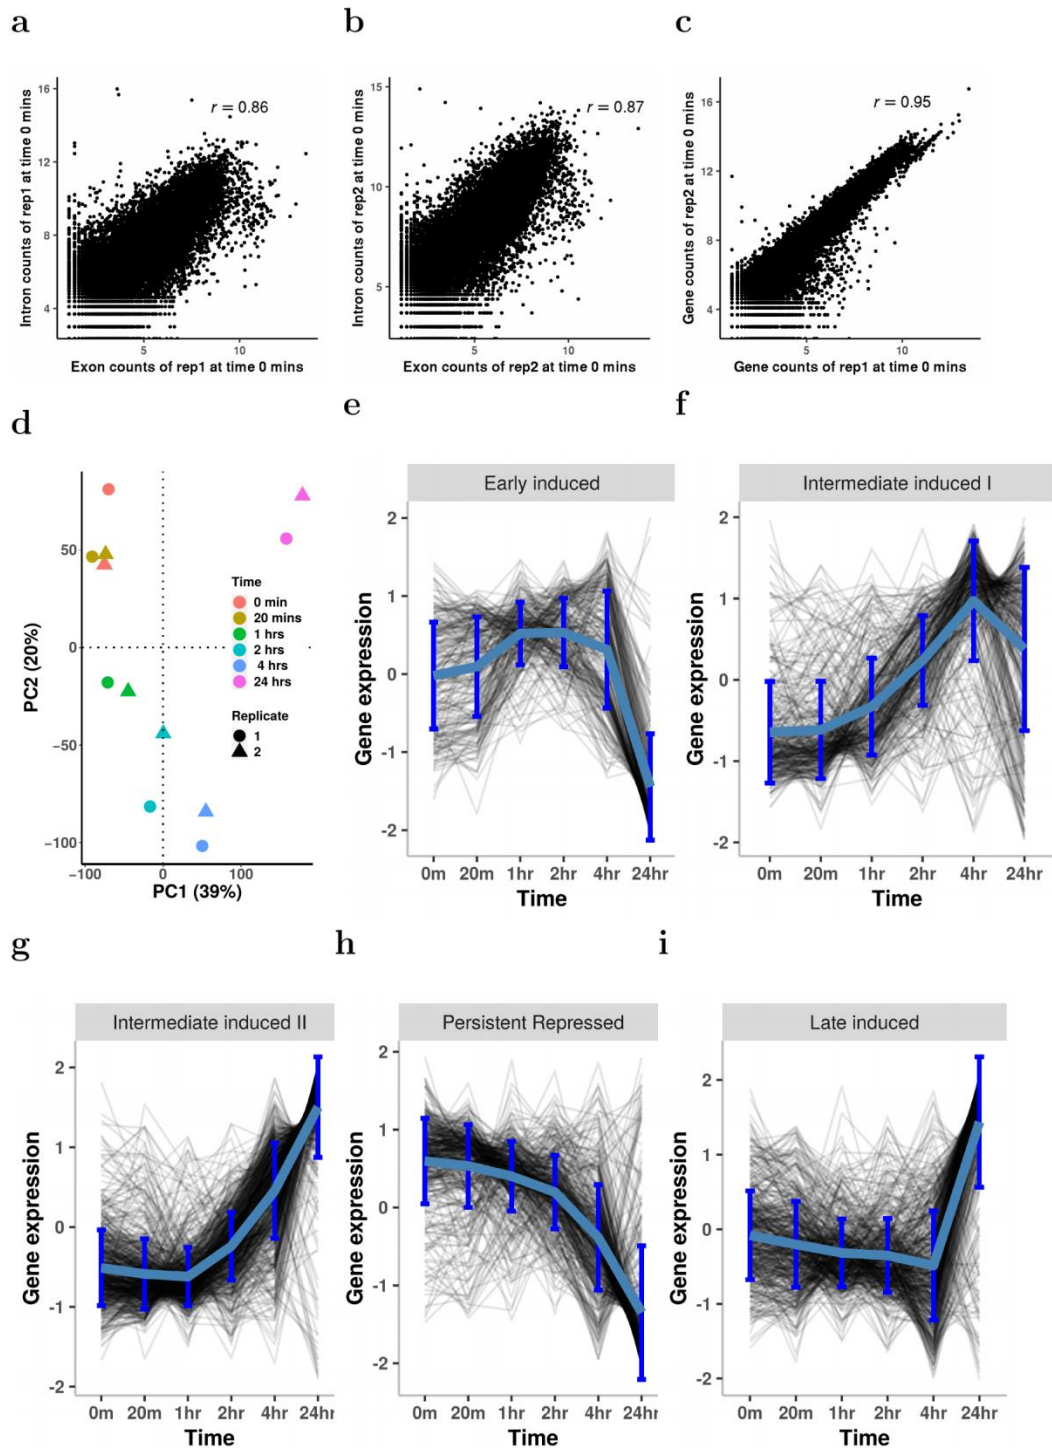 a
b
c
16
12
8
4
5
10
r = 0.86
Intron counts of rep1 at time 0 mins
Exon counts of rep1 at time 0 mins
15
10
5
5
10
r = 0.87
Intron counts of rep2 at time 0 mins
Exon counts of rep2 at time 0 mins
16
12
8
4
5
10
r = 0.95
Gene counts of rep2 at time 0 mins
Gene counts of rep1 at time 0 mins
d
e
f
50
0
−50
−100
−100
0
100
PC2 (20%)
PC1 (39%)
Time
0 min
20 mins
1 hrs
2 hrs
4 hrs
24 hrs
Replicate
1
2
Early induced
2
1
0
-1
-2
Gene expression
0m 20m 1hr 2hr 4hr 24hr
Time
Intermediate induced I
2
1
0
-1
-2
Gene expression
0m 20m 1hr 2hr 4hr 24hr
Time
g
h
i
Intermediate induced II
2
1
0
-1
-2
Gene expression
0m 20m 1hr 2hr 4hr 24hr
Time
Persistent Repressed
2
1
0
-1
-2
Gene expression
0m 20m 1hr 2hr 4hr 24hr
Time
Late induced
2
1
0
-1
-2
Gene expression
0m 20m 1hr 2hr 4hr 24hr
Time